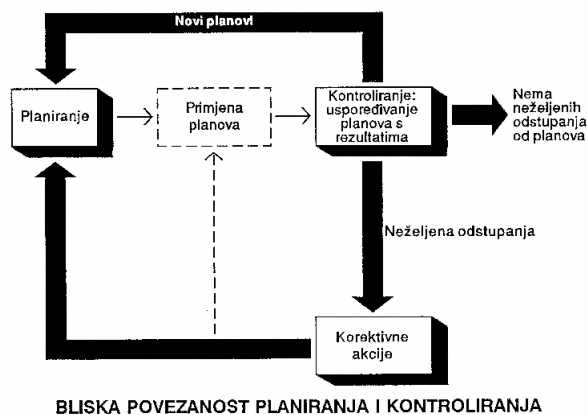 Novi planovi
Planiranje
Primjena
planova
Kontroliranje:
uspoređivanje
planova s
rezultatima
Nema
neželjenih
odstupanja
od planova
Neželjena odstupanja
Korektivne
akcije
BLISKA POVEZANOST PLANIRANJA I KONTROLIRANJA